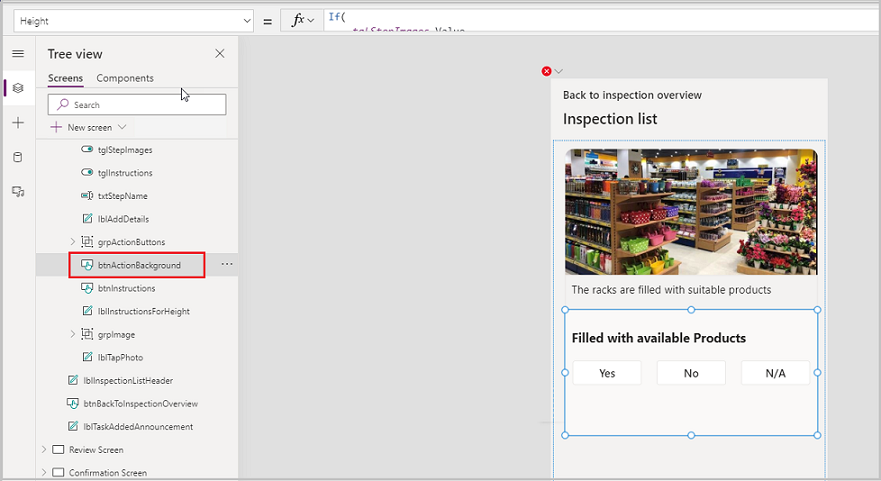 Height
=
fx
If(
tglStepImages.Value
Tree view
Screens
Components
Search
New screen
tglStepImages
tglInstructions
txtStepName
lblAddDetails
grpActionButtons
btnActionBackground
btnInstructions
lblInstructionsForHeight
grpImage
lblTapPhoto
lblInspectionListHeader
btnBackToInspectionOverview
lblTaskAddedAnnouncement
Review Screen
Confirmation Screen
Back to inspection overview
Inspection list
The racks are filled with suitable products
Filled with available Products
Yes
No
N/A